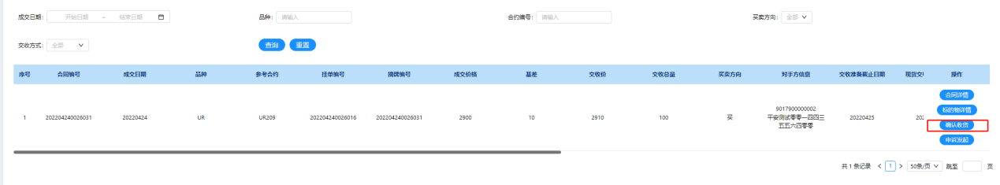 成交日期: 开始日期 ~ 结束日期 品种: 请输入 合约编号: 请输入 买卖方向: 全部
交收方式: 全部 查询 重置
序号 合同编号 成交日期 品种 参考合约 挂单编号 摘牌编号 成交价格 基差 交收价 交收总量 买卖方向 对手方信息 交收准备截止日期 现货交 操作
合同详情
9017900000002 标的物详情
1 202204240026031 20220424 UR UR209 202204240026016 202204240026031 2900 10 2910 100 买 平安测试零零一四四三 20220425 202
五五六四零零 确认收货
申诉发起
共 1 条记录 < 1 > 50条/页 跳至 页